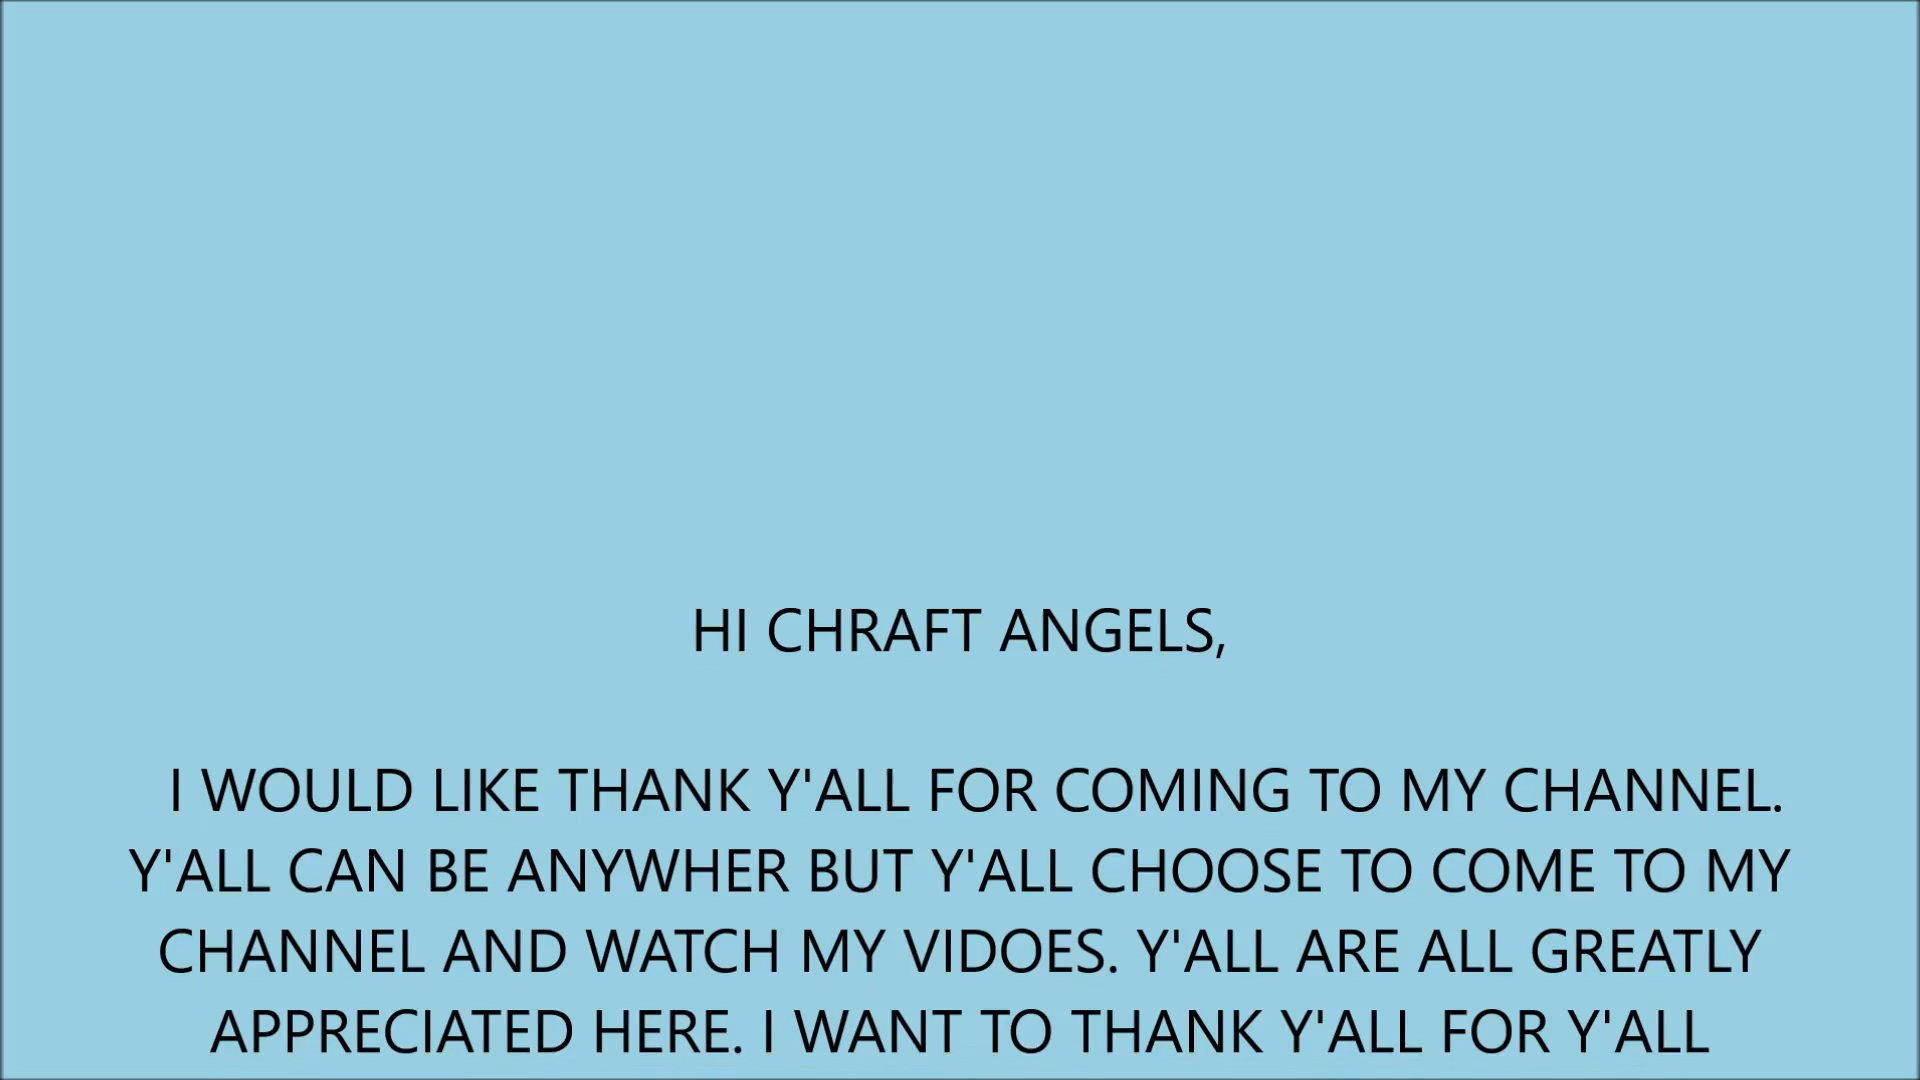 HI CHRAFT ANGELS,
I WOULD LIKE THANK Y'ALL FOR COMING TO MY CHANNEL.
Y'ALL CAN BE ANYWHER BUT Y'ALL CHOOSE TO COME TO MY
CHANNEL AND WATCH MY VIDOES. Y'ALL ARE ALL GREATLY
APPRECIATED HERE. I WANT TO THANK Y'ALL FOR Y'ALL